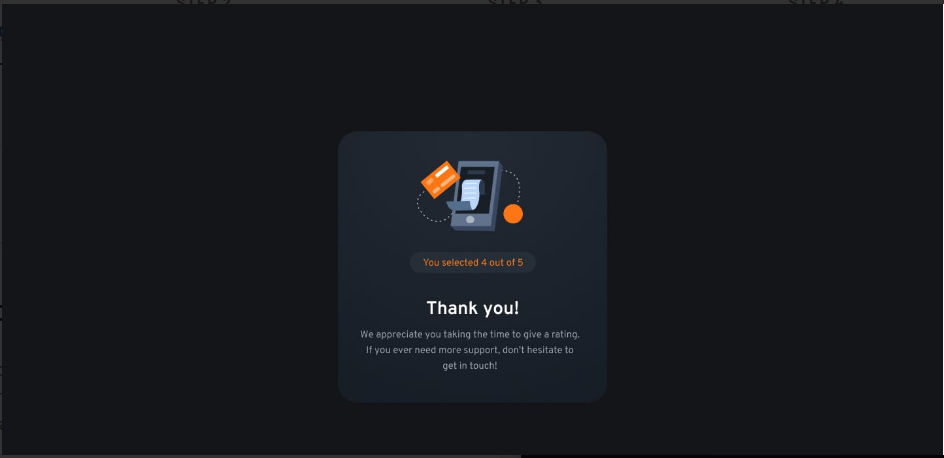 You selected 4 out of 5
Thank you!
We appreciate you taking the time to give a rating.
If you ever need more support, don't hesitate to
get in touch!